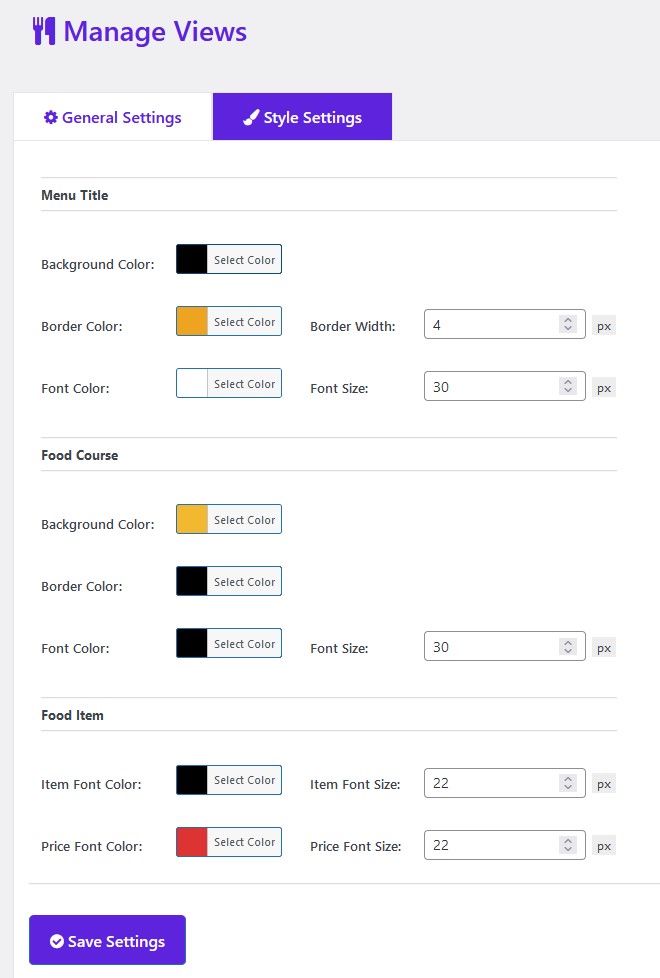 Manage Views
General Settings Style Settings
Menu Title
Background Color: Select Color
Border Color: Select Color Border Width: 4 px
Font Color: Select Color Font Size: 30 px
Food Course
Background Color: Select Color
Border Color: Select Color
Font Color: Select Color Font Size: 30 px
Food Item
Item Font Color: Select Color Item Font Size: 22 px
Price Font Color: Select Color Price Font Size: 22 px
Save Settings